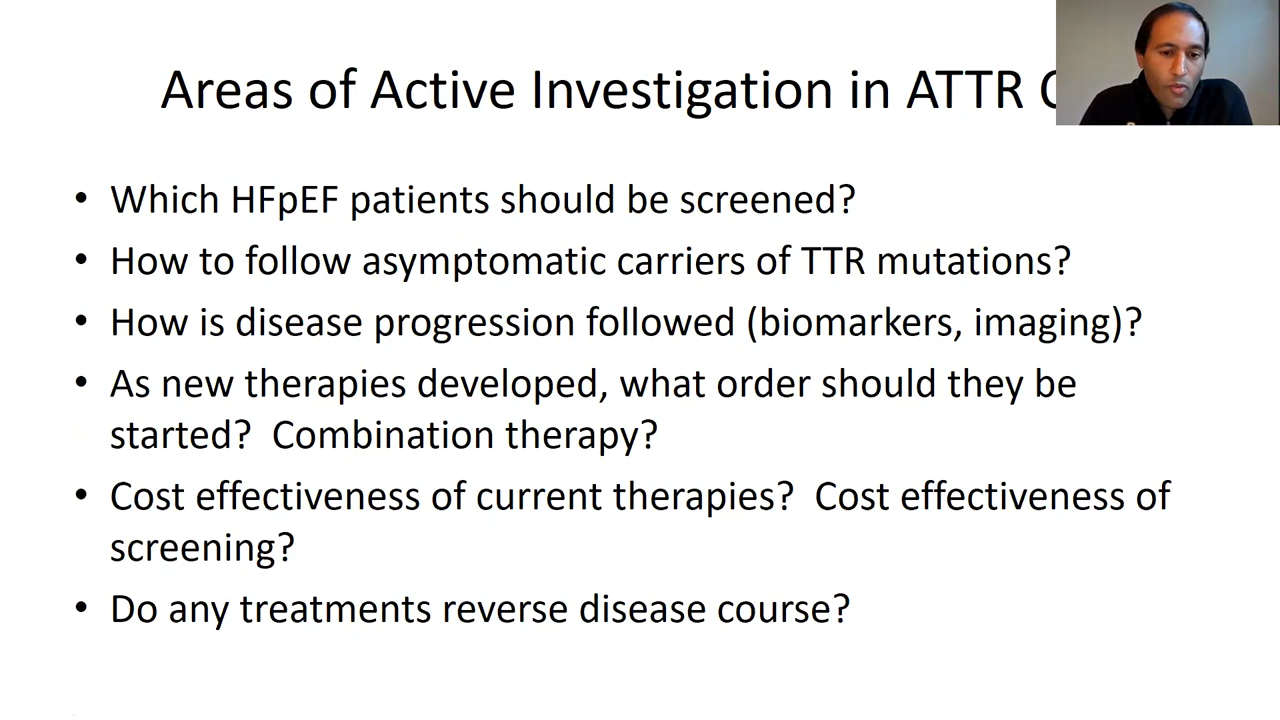 Areas of Active Investigation in ATTR
• Which HFpEF patients should be screened?
• How to follow asymptomatic carriers of TTR mutations?
• How is disease progression followed (biomarkers, imaging)?
• As new therapies developed, what order should they be
started?  Combination therapy?
• Cost effectiveness of current therapies?  Cost effectiveness of
screening?
• Do any treatments reverse disease course?